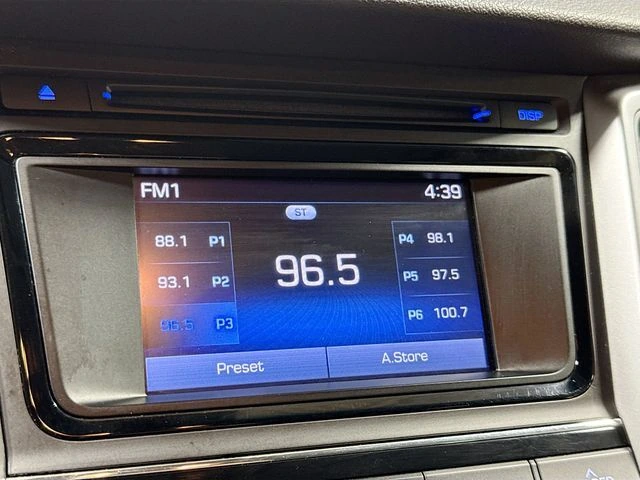 DISP
FM1 4:39
ST
88.1 P1
93.1 P2
96.5 P3
96.5
P4 98.1
P5 97.5
P6 100.7
Preset A.Store